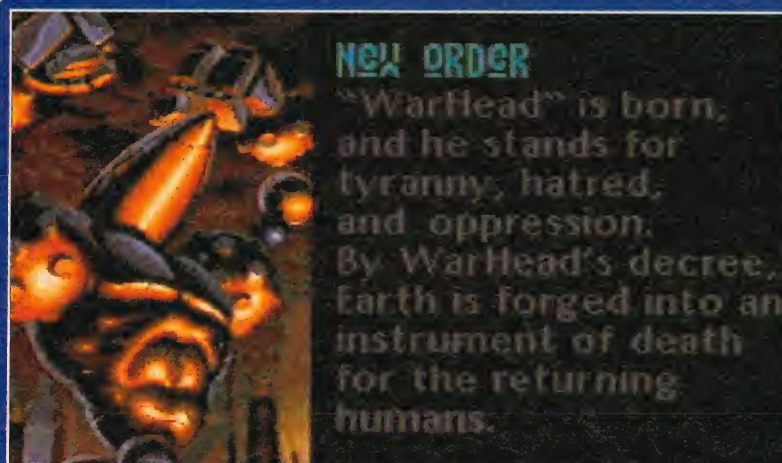 NEW ORDER
"WarHead" is born,
and he stands for
tyranny, hatred,
and oppression.
By WarHead's decree,
Earth is forged into an
instrument of death
for the returning
humans.